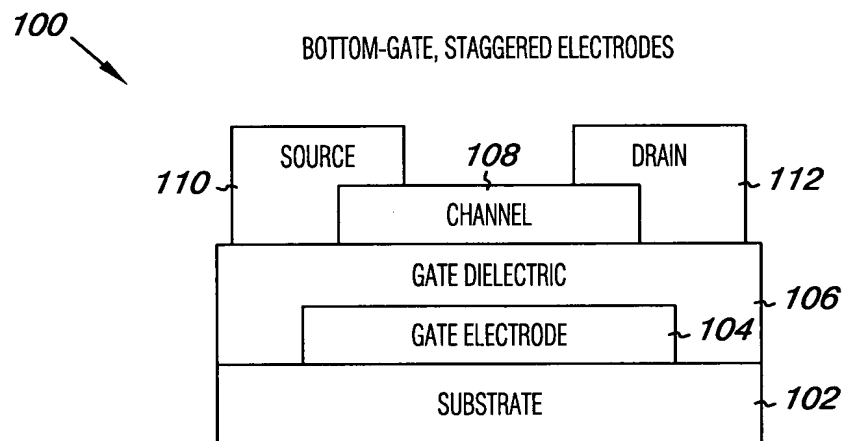 100
BOTTOM-GATE, STAGGERED ELECTRODES
SOURCE
108
DRAIN
110
112
CHANNEL
GATE DIELECTRIC
106
GATE ELECTRODE
104
SUBSTRATE
102